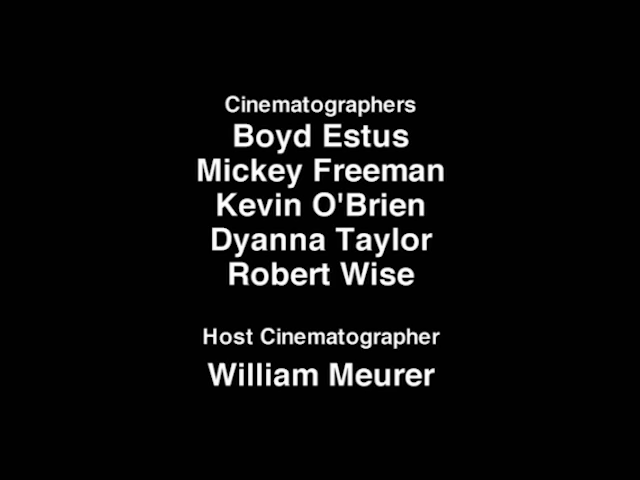 Cinematographers
Boyd Estus
Mickey Freeman
Kevin O'Brien
Dyanna Taylor
Robert Wise
Host Cinematographer
William Meurer